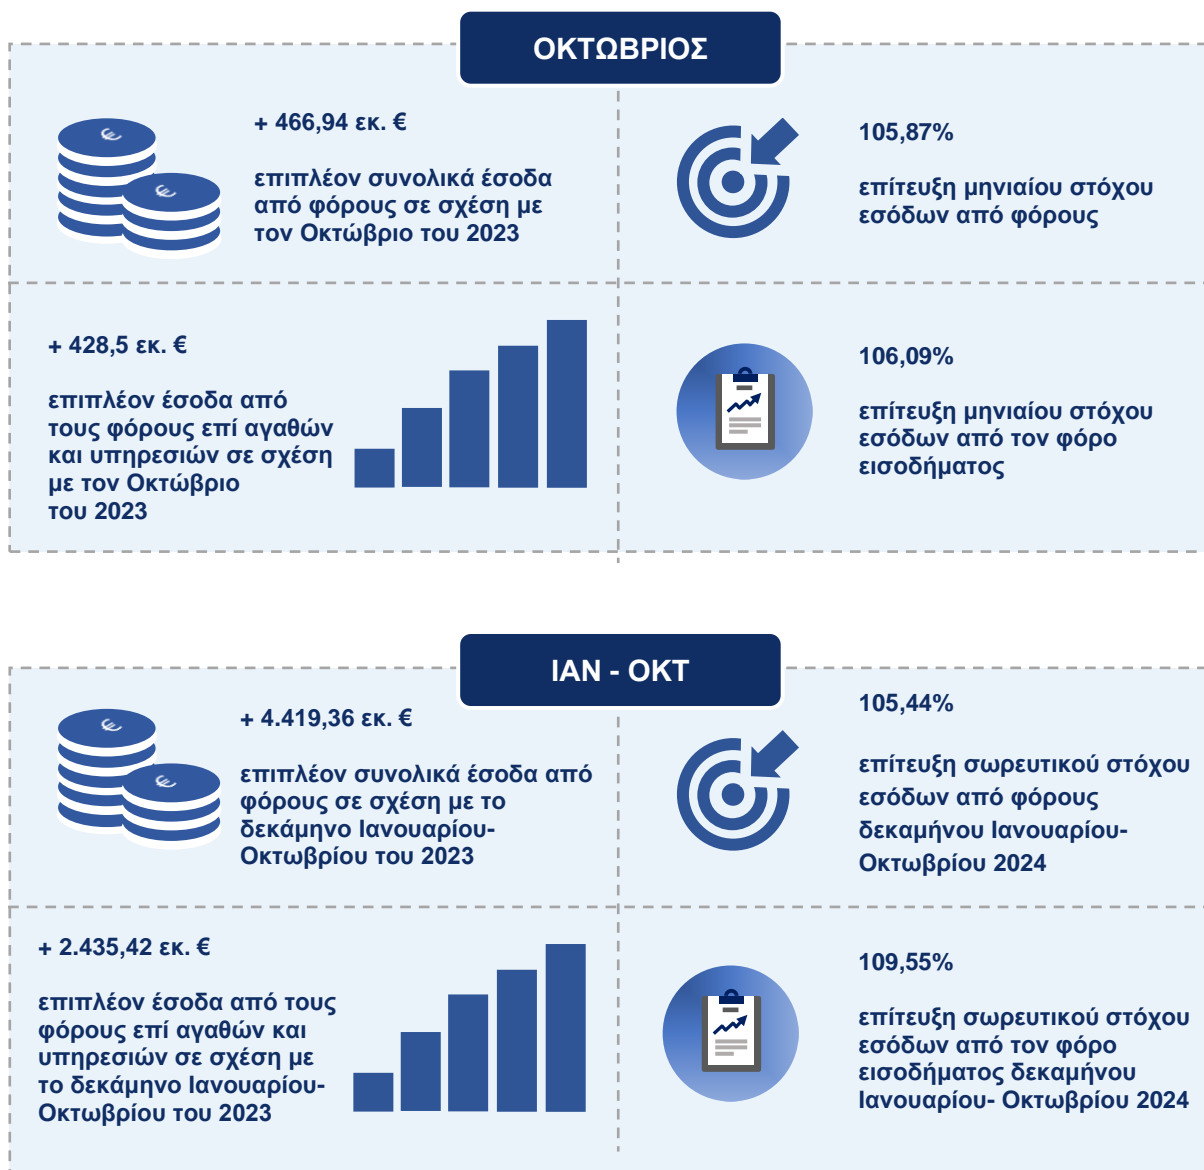 ΟΚΤΩΒΡΙΟΣ
+ 466,94 εκ. €
επιπλέον συνολικά έσοδα
από φόρους σε σχέση με
τον Οκτώβριο του 2023
105,87%
επίτευξη μηνιαίου στόχου
εσόδων από φόρους
+ 428,5 εκ. €
επιπλέον έσοδα από
τους φόρους επί αγαθών
και υπηρεσιών σε σχέση
με τον Οκτώβριο
του 2023
106,09%
επίτευξη μηνιαίου στόχου
εσόδων από τον φόρο
εισοδήματος
ΙΑΝ - ΟΚΤ
+ 4.419,36 εκ. €
επιπλέον συνολικά έσοδα από
φόρους σε σχέση με το
δεκάμηνο Ιανουαρίου-
Οκτωβρίου του 2023
105,44%
επίτευξη σωρευτικού στόχου
εσόδων από φόρους
δεκαμήνου Ιανουαρίου-
Οκτωβρίου 2024
+ 2.435,42 εκ. €
επιπλέον έσοδα από τους
φόρους επί αγαθών και
υπηρεσιών σε σχέση με
το δεκάμηνο Ιανουαρίου-
Οκτωβρίου του 2023
109,55%
επίτευξη σωρευτικού στόχου
εσόδων από τον φόρο
εισοδήματος δεκαμήνου
Ιανουαρίου- Οκτωβρίου 2024